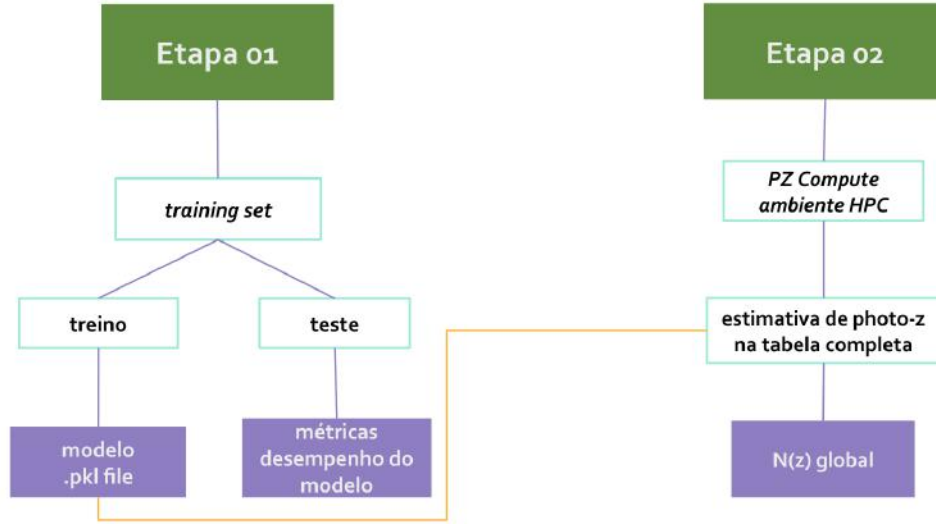 Etapa 01
training set
treino
teste
modelo
.pkl file
métricas
desempenho do
modelo
Etapa 02
PZ Compute
ambiente HPC
estimativa de photo-z
na tabela completa
N(z) global